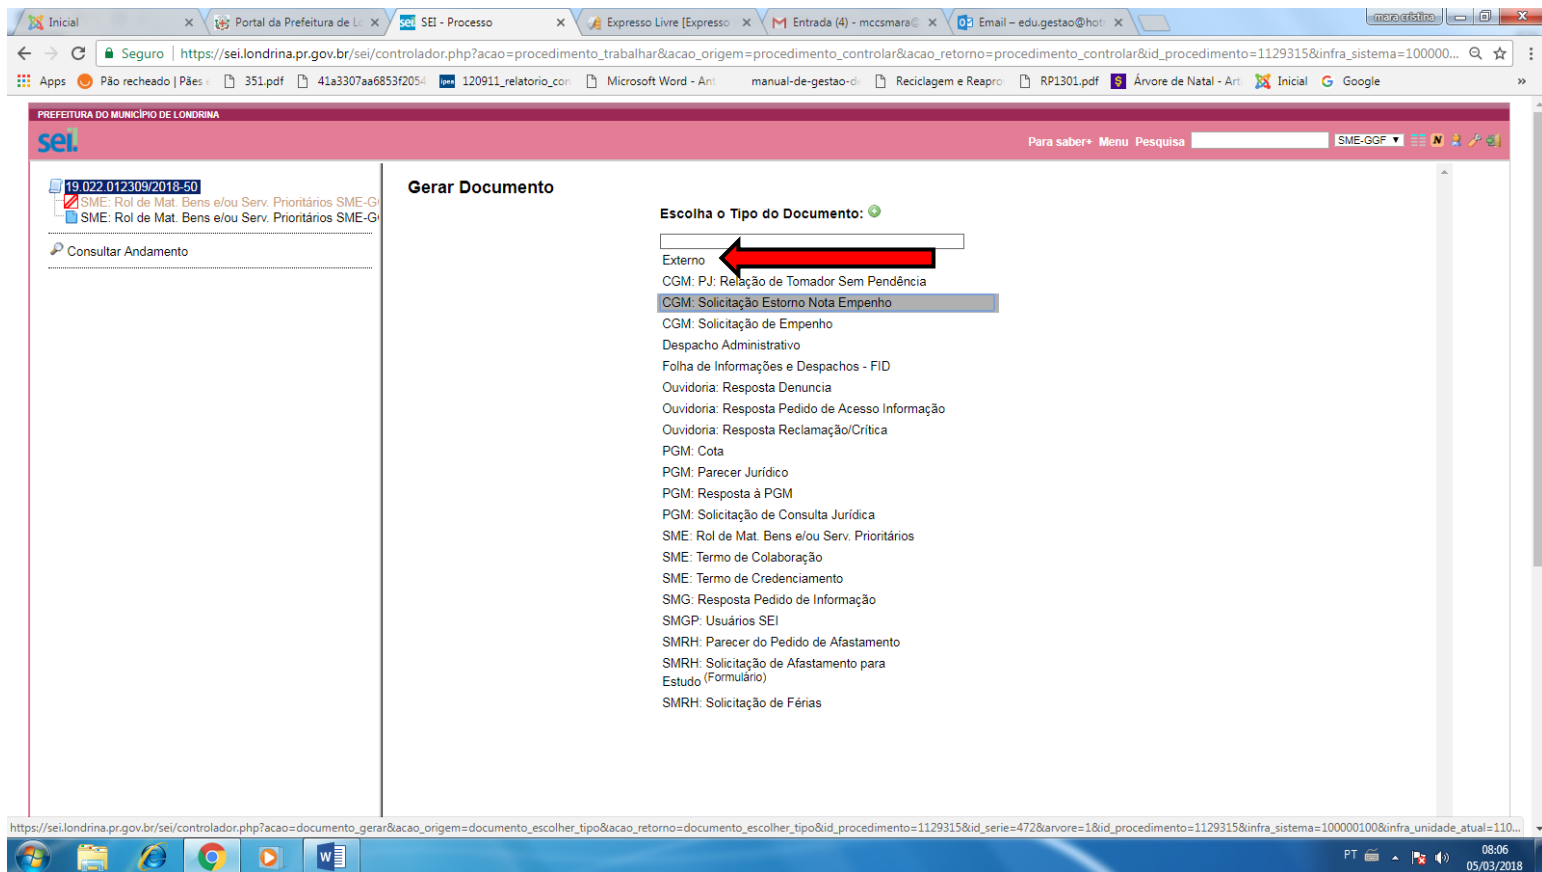 Inicial
Portal da Prefeitura de Lo
SEI - Processo
Expresso Livre [Expresso
Entrada (4) - mccsmara@
Email – edu.gestao@hot
mara cristina
Seguro | https://sei.londrina.pr.gov.br/sei/controlador.php?acao=procedimento_trabalhar&acao_origem=procedimento_controlar&acao_retorno=procedimento_controlar&id_procedimento=1129315&infra_sistema=100000...
Apps
Pão recheado | Pães e
351.pdf
41a3307aa6853f2054
120911_relatorio_con
Microsoft Word - Ant
manual-de-gestao-de
Reciclagem e Reapro
RP1301.pdf
Árvore de Natal - Art
Inicial
Google
»
PREFEITURA DO MUNICÍPIO DE LONDRINA
sei.
Para saber+ Menu Pesquisa
SME-GGF
19.022.012309/2018-50
SME: Rol de Mat. Bens e/ou Serv. Prioritários SME-G
SME: Rol de Mat. Bens e/ou Serv. Prioritários SME-G
Consultar Andamento
Gerar Documento
Escolha o Tipo do Documento:
Externo
CGM: PJ: Relação de Tomador Sem Pendência
CGM: Solicitação Estorno Nota Empenho
CGM: Solicitação de Empenho
Despacho Administrativo
Folha de Informações e Despachos - FID
Ouvidoria: Resposta Denuncia
Ouvidoria: Resposta Pedido de Acesso Informação
Ouvidoria: Resposta Reclamação/Crítica
PGM: Cota
PGM: Parecer Jurídico
PGM: Resposta à PGM
PGM: Solicitação de Consulta Jurídica
SME: Rol de Mat. Bens e/ou Serv. Prioritários
SME: Termo de Colaboração
SME: Termo de Credenciamento
SMG: Resposta Pedido de Informação
SMGP: Usuários SEI
SMRH: Parecer do Pedido de Afastamento
SMRH: Solicitação de Afastamento para
Estudo (Formulário)
SMRH: Solicitação de Férias
https://sei.londrina.pr.gov.br/sei/controlador.php?acao=documento_gerar&acao_origem=documento_escolher_tipo&acao_retorno=documento_escolher_tipo&id_procedimento=1129315&id_serie=472&arvore=1&id_procedimento=1129315&infra_sistema=100000100&infra_unidade_atual=110...
PT
08:06
05/03/2018